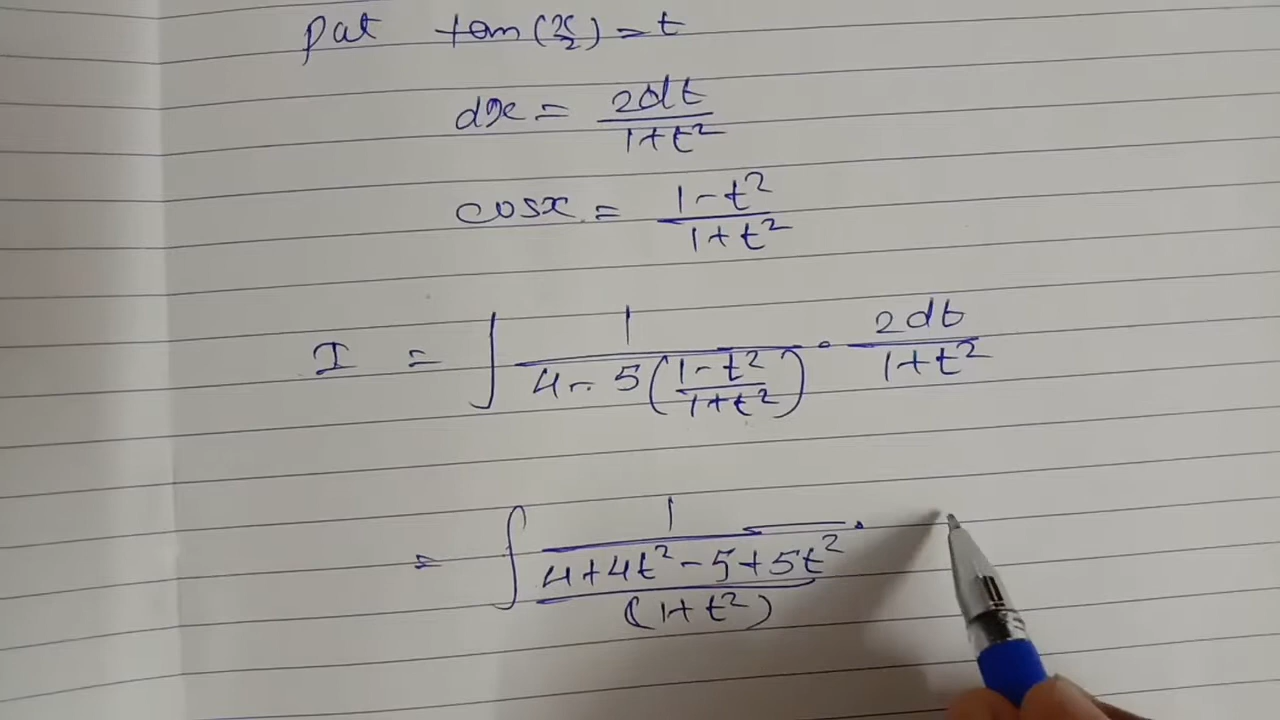 put tan(x/2) = t
dx = 2dt/1+t²
cosx = 1-t²/1+t²
I = ∫ 1/4-5(1-t²/1+t²) · 2dt/1+t²
= ∫ 1/4+4t²-5+5t²/(1+t²) ·